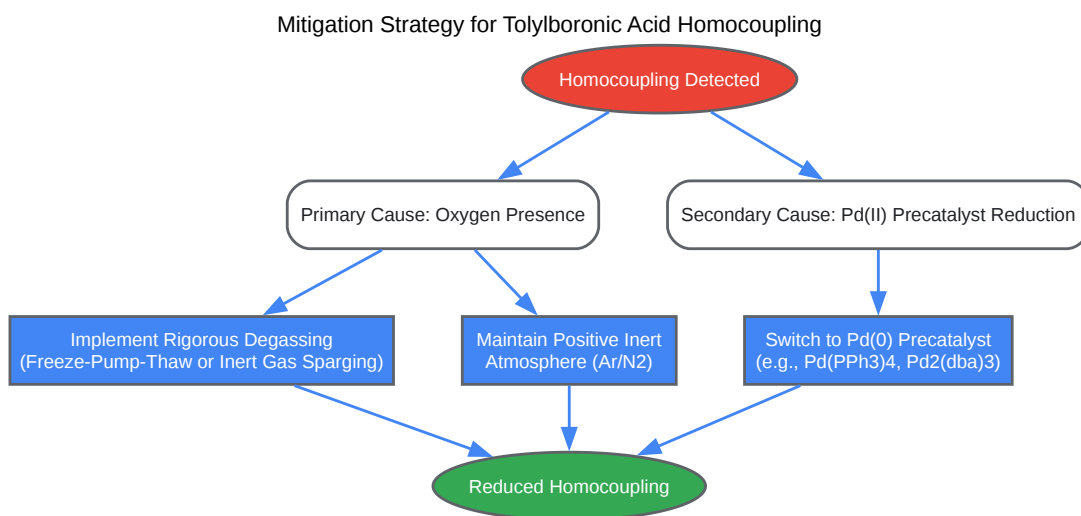 Mitigation Strategy for Tolylboronic Acid Homocoupling
Homocoupling Detected
Primary Cause: Oxygen Presence
Secondary Cause: Pd(II) Precatalyst Reduction
Implement Rigorous Degassing
(Freeze-Pump-Thaw or Inert Gas Sparging)
Maintain Positive Inert
Atmosphere (Ar/N2)
Switch to Pd(0) Precatalyst
(e.g., Pd(PPh3)4, Pd2(dba)3)
Reduced Homocoupling